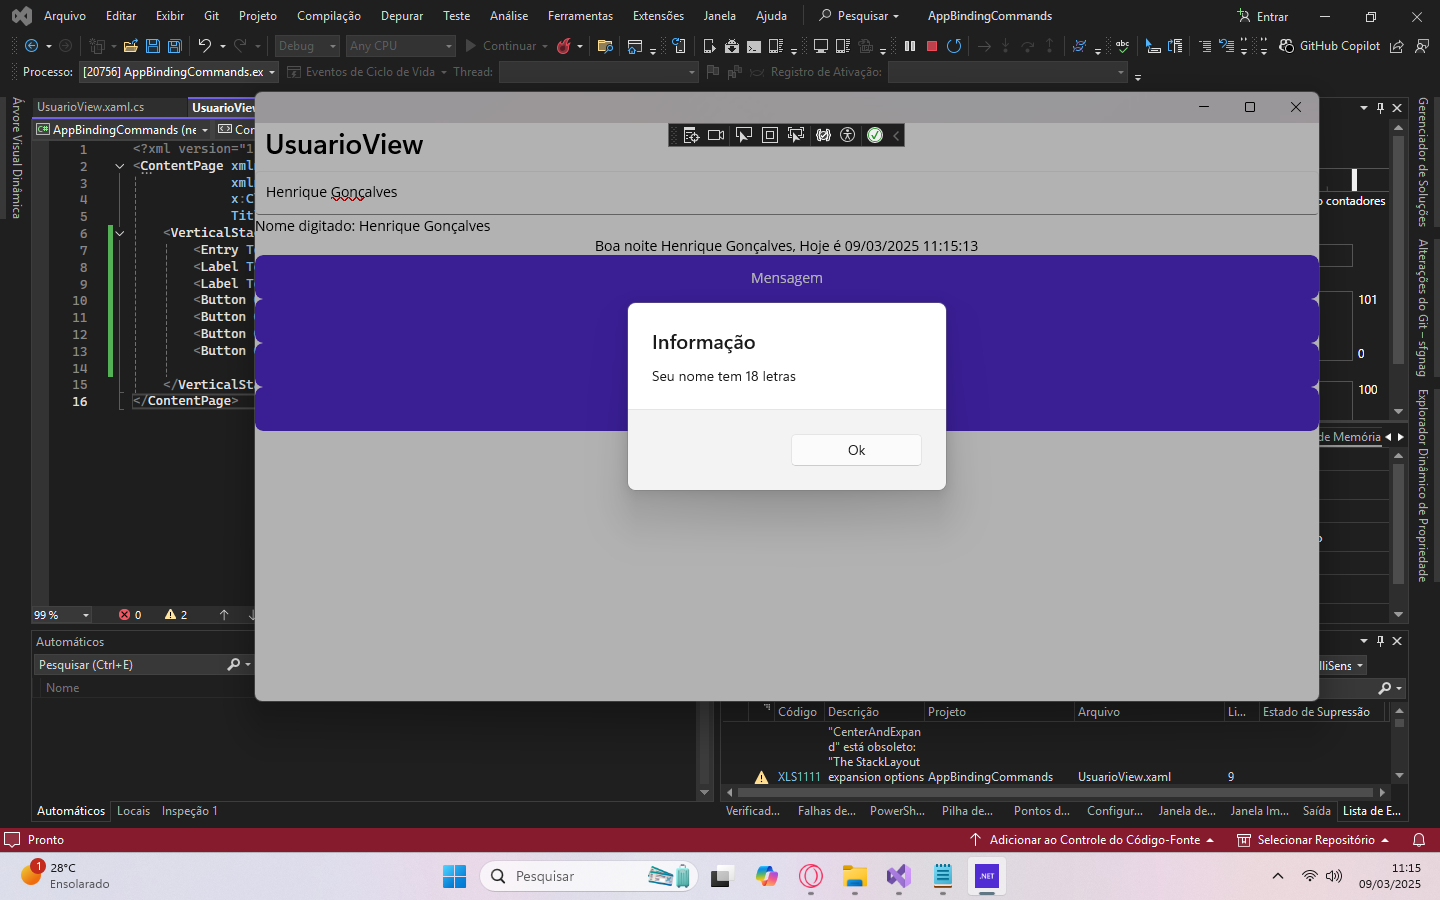 Arquivo Editar Exibir Git Projeto Compilação Depurar Teste Análise Ferramentas Extensões Janela Ajuda Pesquisar AppBindingCommands Entrar
Debug Any CPU Continuar GitHub Copilot
Processo: [20756] AppBindingCommands.ex Eventos de Ciclo de Vida Thread: Registro de Ativação:
Árvore Visual Dinâmica
UsuarioView.xaml.cs UsuarioView
AppBindingCommands (ne Con
1 <?xml version="1
2 <ContentPage xmln
3 xmln
4 x:C
5 Tit
6 <VerticalSta
7 <Entry T
8 <Label T
9 <Label T
10 <Button
11 <Button
12 <Button
13 <Button
14
15 </VerticalSt
16 </ContentPage>
99 % 0 2
UsuarioView
Henrique Gonçalves
Nome digitado: Henrique Gonçalves
Boa noite Henrique Gonçalves, Hoje é 09/03/2025 11:15:13
Mensagem
Informação
Seu nome tem 18 letras
Ok
contadores
101
0
100
de Memória
Gerenciador de Soluções
Alterações do Git – sfgnag
Explorador Dinâmico de Propriedade
Automáticos
Pesquisar (Ctrl+E)
Nome
Automáticos Locais Inspeção 1
lliSens
Código Descrição Projeto Arquivo Li... Estado de Supressão
"CenterAndExpan
d" está obsoleto:
"The StackLayout
XLS1111 expansion options AppBindingCommands UsuarioView.xaml 9
Verificad... Falhas de... PowerSh... Pilha de... Pontos d... Configur... Janela de... Janela Im... Saída Lista de E...
Pronto Adicionar ao Controle do Código-Fonte Selecionar Repositório
1
28°C
Ensolarado
Pesquisar
.NET
11:15
09/03/2025